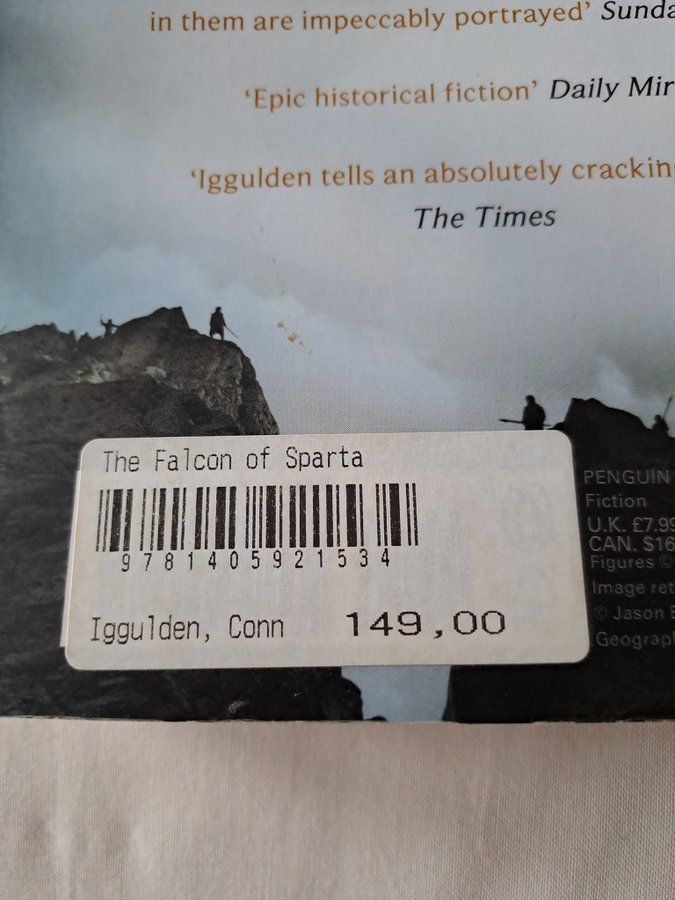 in them are impeccably portrayed’ Sunda
‘Epic historical fiction’ Daily Mir
‘Iggulden tells an absolutely crackin
The Times
The Falcon of Sparta
9781405921534
Iggulden, Conn 149,00
PENGUIN
Fiction
U.K. £7.99
CAN. $16
Figures ©
Image ret
© Jason
Geograp